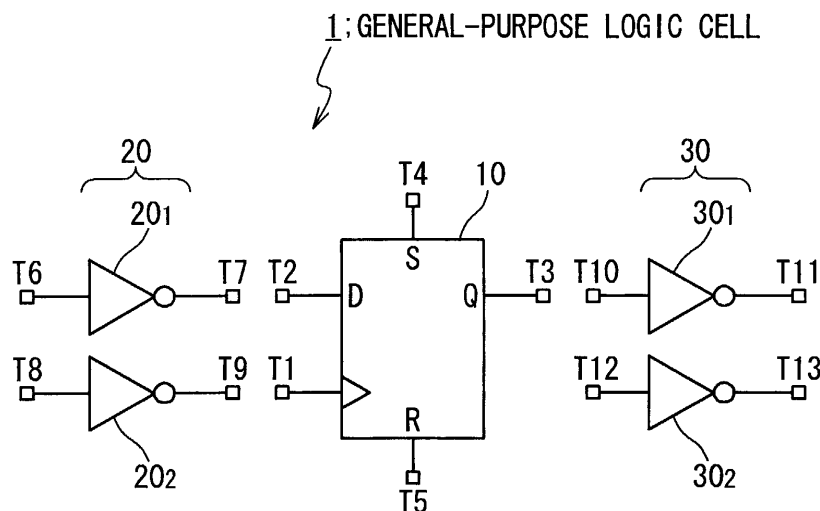 1;GENERAL-PURPOSE LOGIC CELL
20
T4
10
30
201
301
S
T6
T7
T2
D
Q
T3
T10
T11
T8
T9
T1
T12
T13
R
202
T5
302